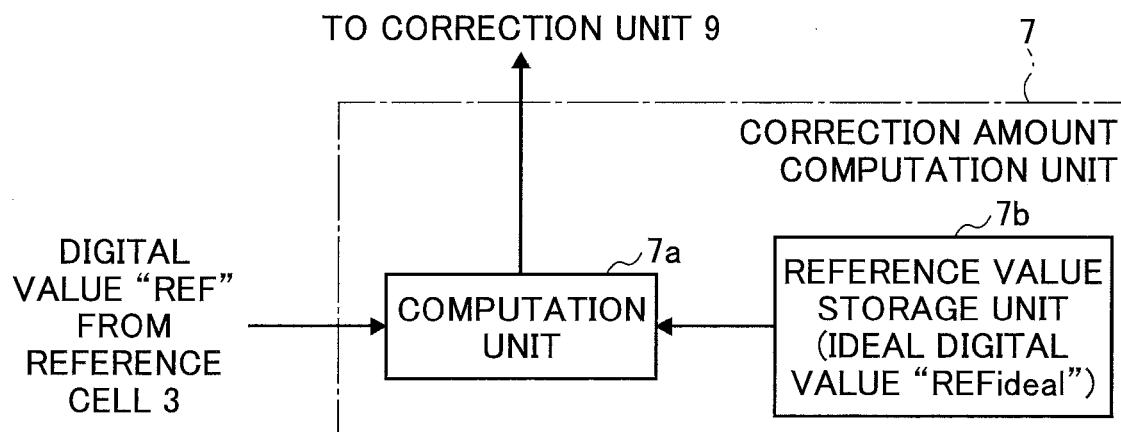 TO CORRECTION UNIT 9
7
CORRECTION AMOUNT
COMPUTATION UNIT
7b
DIGITAL
VALUE “REF”
FROM
REFERENCE
CELL 3
7a
COMPUTATION
UNIT
REFERENCE VALUE
STORAGE UNIT
(IDEAL DIGITAL
VALUE “REFideal”)